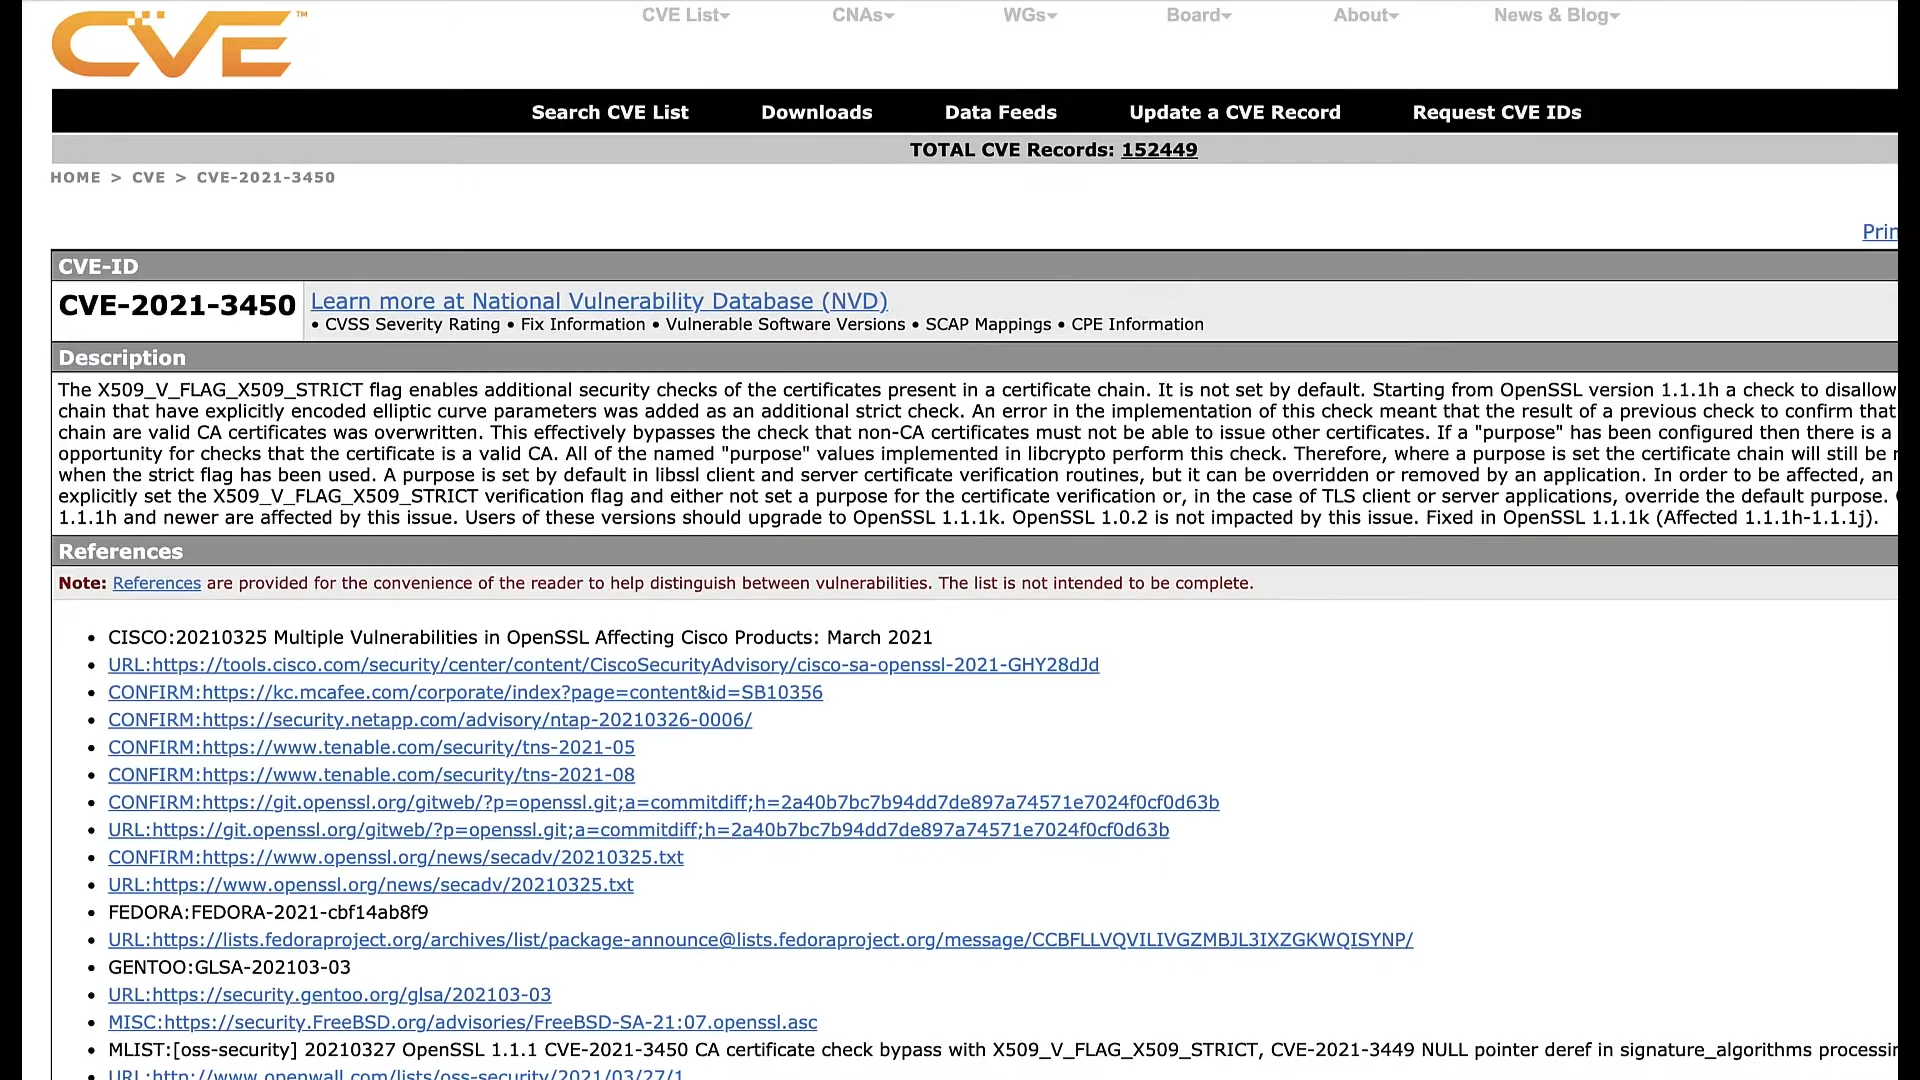 CVE™
CVE List▾ CNAs▾ WGs▾ Board▾ About▾ News & Blog▾
Search CVE List Downloads Data Feeds Update a CVE Record Request CVE IDs
TOTAL CVE Records: 152449
HOME > CVE > CVE-2021-3450
CVE-ID
CVE-2021-3450 Learn more at National Vulnerability Database (NVD)
• CVSS Severity Rating • Fix Information • Vulnerable Software Versions • SCAP Mappings • CPE Information
Description
The X509_V_FLAG_X509_STRICT flag enables additional security checks of the certificates present in a certificate chain. It is not set by default. Starting from OpenSSL version 1.1.1h a check to disallow
chain that have explicitly encoded elliptic curve parameters was added as an additional strict check. An error in the implementation of this check meant that the result of a previous check to confirm that
chain are valid CA certificates was overwritten. This effectively bypasses the check that non-CA certificates must not be able to issue other certificates. If a "purpose" has been configured then there is a
opportunity for checks that the certificate is a valid CA. All of the named "purpose" values implemented in libcrypto perform this check. Therefore, where a purpose is set the certificate chain will still be
when the strict flag has been used. A purpose is set by default in libssl client and server certificate verification routines, but it can be overridden or removed by an application. In order to be affected, an
explicitly set the X509_V_FLAG_X509_STRICT verification flag and either not set a purpose for the certificate verification or, in the case of TLS client or server applications, override the default purpose.
1.1.1h and newer are affected by this issue. Users of these versions should upgrade to OpenSSL 1.1.1k. OpenSSL 1.0.2 is not impacted by this issue. Fixed in OpenSSL 1.1.1k (Affected 1.1.1h-1.1.1j).
References
Note: References are provided for the convenience of the reader to help distinguish between vulnerabilities. The list is not intended to be complete.
• CISCO:20210325 Multiple Vulnerabilities in OpenSSL Affecting Cisco Products: March 2021
• URL:https://tools.cisco.com/security/center/content/CiscoSecurityAdvisory/cisco-sa-openssl-2021-GHY28dJd
• CONFIRM:https://kc.mcafee.com/corporate/index?page=content&id=SB10356
• CONFIRM:https://security.netapp.com/advisory/ntap-20210326-0006/
• CONFIRM:https://www.tenable.com/security/tns-2021-05
• CONFIRM:https://www.tenable.com/security/tns-2021-08
• CONFIRM:https://git.openssl.org/gitweb/?p=openssl.git;a=commitdiff;h=2a40b7bc7b94dd7de897a74571e7024f0cf0d63b
• URL:https://git.openssl.org/gitweb/?p=openssl.git;a=commitdiff;h=2a40b7bc7b94dd7de897a74571e7024f0cf0d63b
• CONFIRM:https://www.openssl.org/news/secadv/20210325.txt
• URL:https://www.openssl.org/news/secadv/20210325.txt
• FEDORA:FEDORA-2021-cbf14ab8f9
• URL:https://lists.fedoraproject.org/archives/list/package-announce@lists.fedoraproject.org/message/CCBFLLVQVILIVGZMBJL3IXZGKWQISYNP/
• GENTOO:GLSA-202103-03
• URL:https://security.gentoo.org/glsa/202103-03
• MISC:https://security.FreeBSD.org/advisories/FreeBSD-SA-21:07.openssl.asc
• MLIST:[oss-security] 20210327 OpenSSL 1.1.1 CVE-2021-3450 CA certificate check bypass with X509_V_FLAG_X509_STRICT, CVE-2021-3449 NULL pointer deref in signature_algorithms
• URL:http://www.openwall.com/lists/oss-security/2021/03/27/1